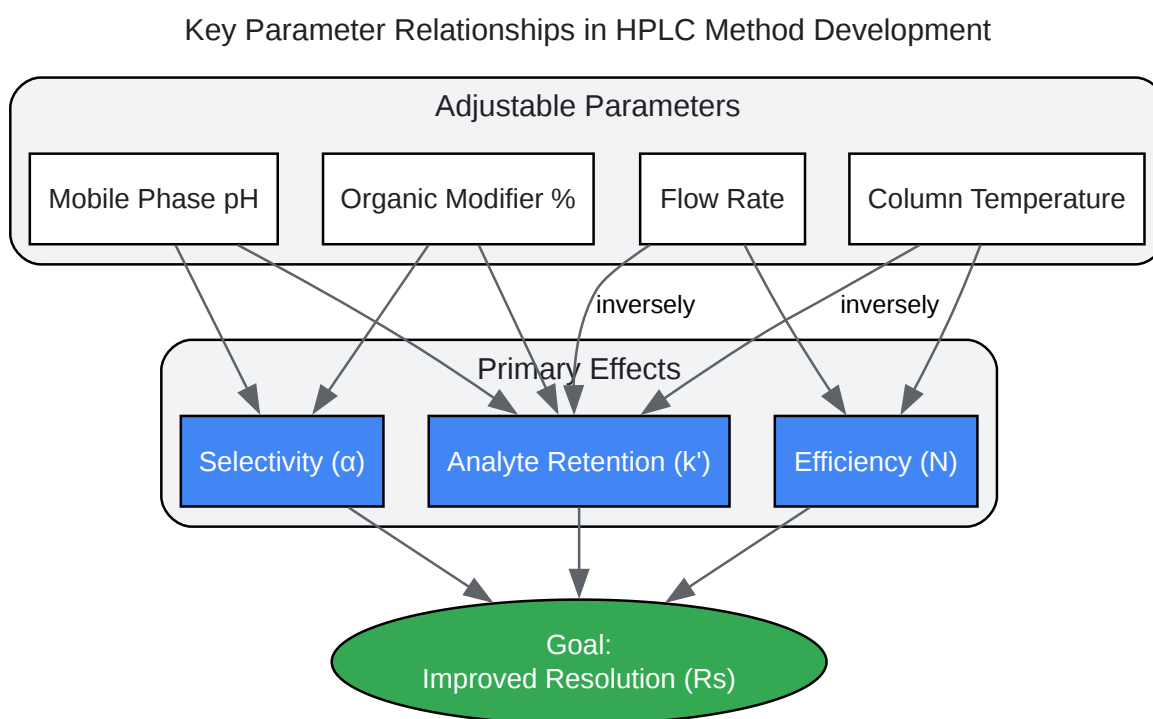 Key Parameter Relationships in HPLC Method Development
Adjustable Parameters
Mobile Phase pH
Organic Modifier %
Flow Rate
Column Temperature
inversely
inversely
Primary Effects
Selectivity (α)
Analyte Retention (k')
Efficiency (N)
Goal:
Improved Resolution (Rs)